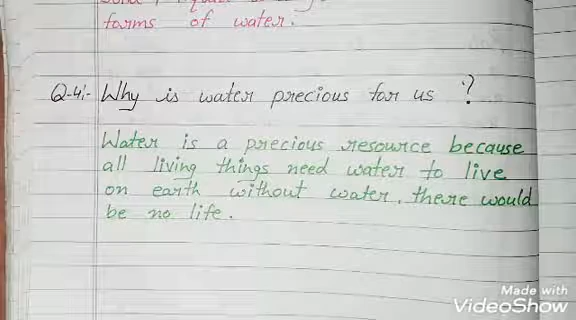 forms of water.
Q-4:- Why is water precious for us ?
Water is a precious resource because
all living things need water to live
on earth without water, there would
be no life.
Made with
VideoShow